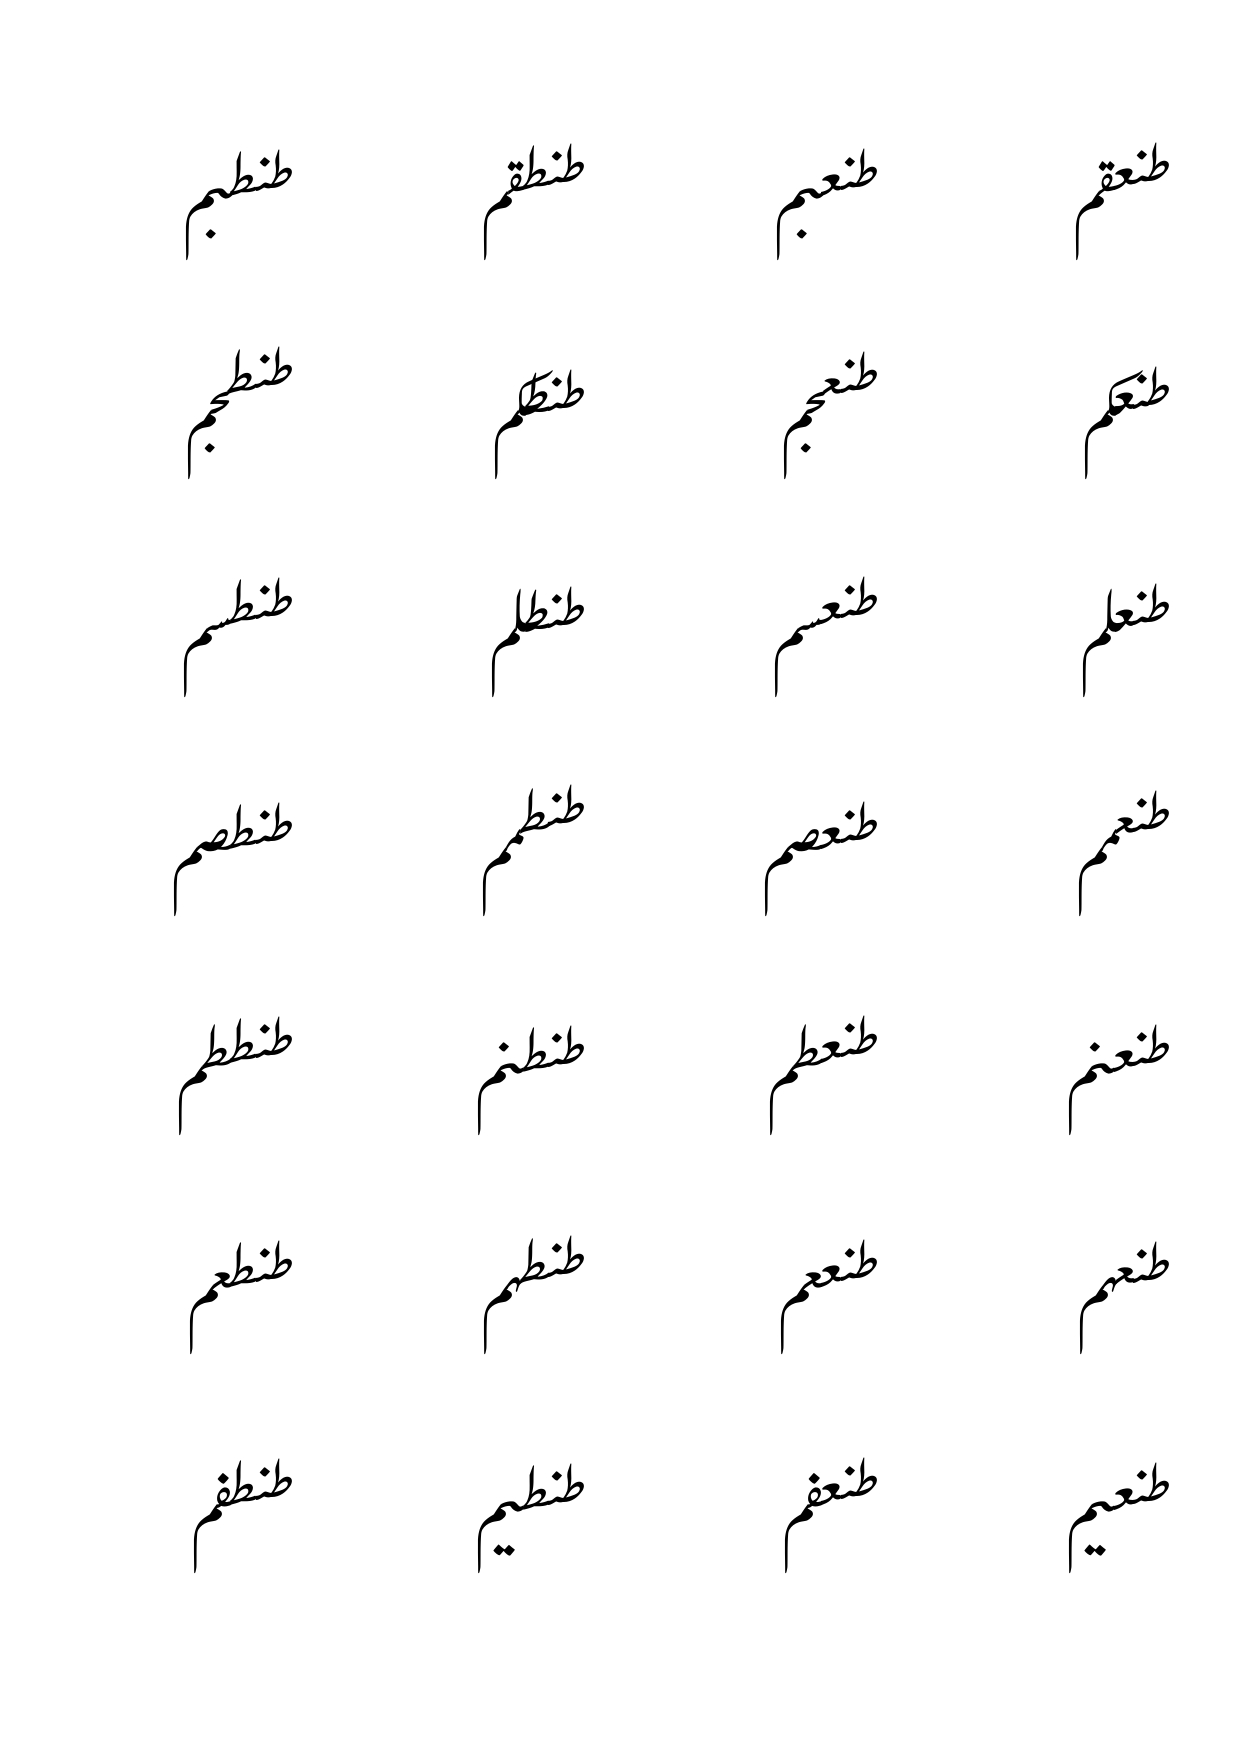 طنعقم طنعبم طنطقم طنطبم
طنعكم طنعجم طنطكم طنطجم
طنعلم طنعسم طنطلم طنطسم
طنعمم طنعصم طنطمم طنطصم
طنعنم طنعطم طنطنم طنططم
طنعهم طنععم طنطهم طنطعم
طنعيم طنعفم طنطيم طنطفم